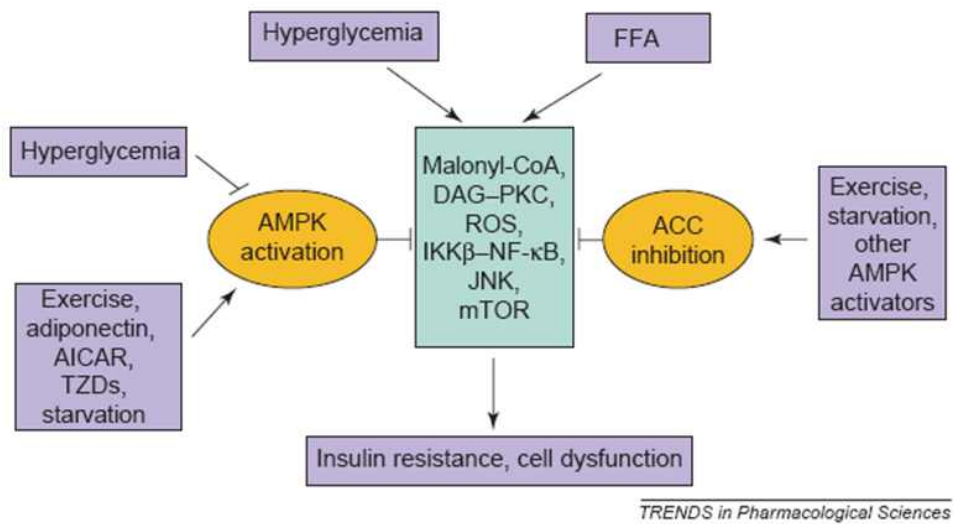 Hyperglycemia
FFA
Hyperglycemia
Malonyl-CoA,
DAG–PKC,
ROS,
IKKβ–NF-κB,
JNK,
mTOR
AMPK
activation
ACC
inhibition
Exercise,
starvation,
other
AMPK
activators
Exercise,
adiponectin,
AICAR,
TZDs,
starvation
Insulin resistance, cell dysfunction
TRENDS in Pharmacological Sciences